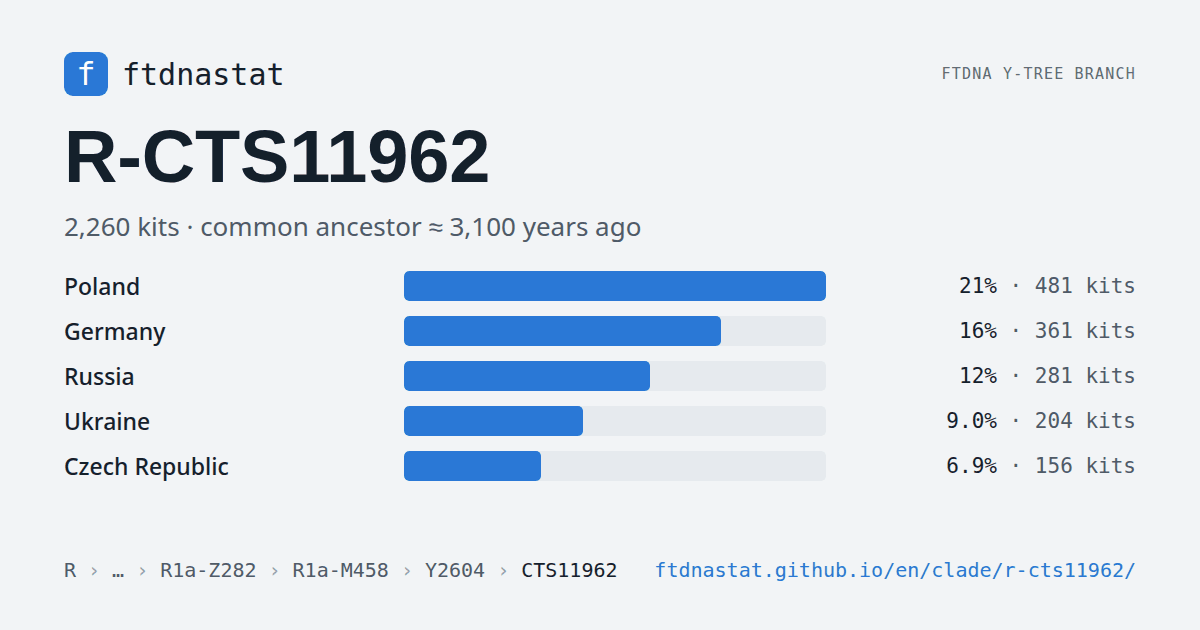 f ftdnastat
FTDNA Y-TREE BRANCH
R-CTS11962
2,260 kits · common ancestor ≈ 3,100 years ago
Poland 21% · 481 kits
Germany 16% · 361 kits
Russia 12% · 281 kits
Ukraine 9.0% · 204 kits
Czech Republic 6.9% · 156 kits
R › … › R1a-Z282 › R1a-M458 › Y2604 › CTS11962 ftdnastat.github.io/en/clade/r-cts11962/